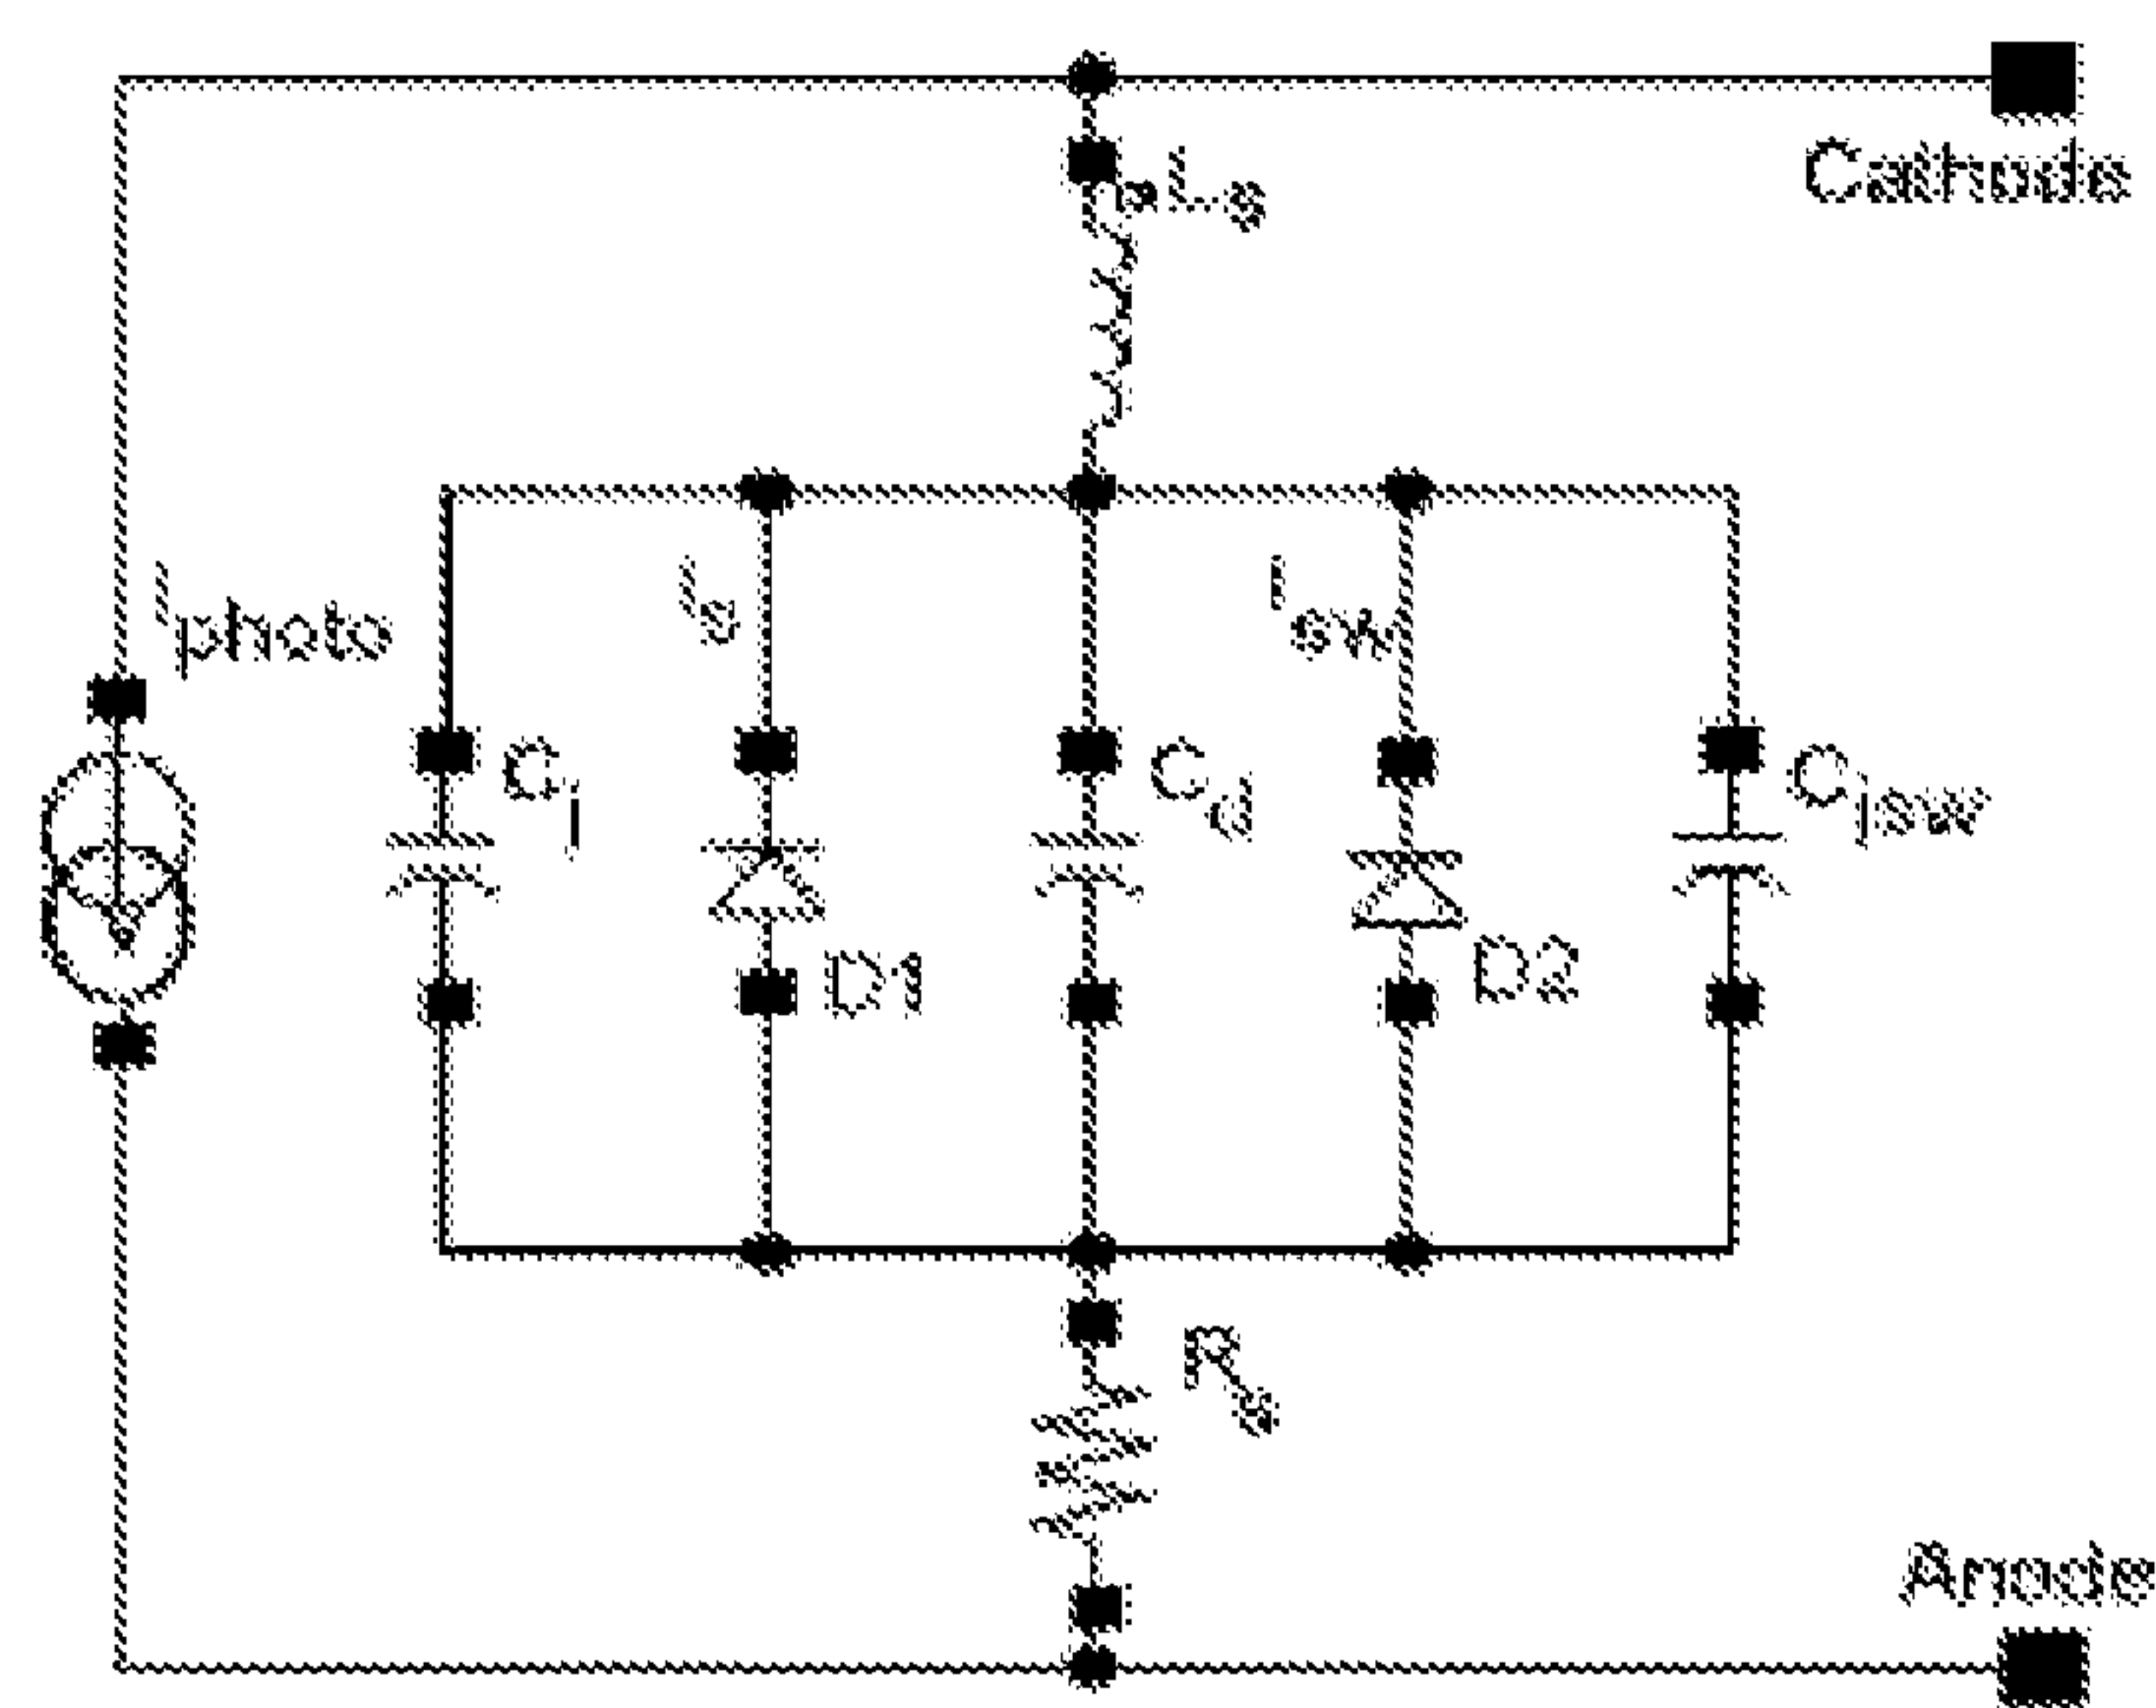 Cathode
Ls
Iphoto
Is
Isw
Cj
Cd
Cjsw
D1
D2
Rs
Anode